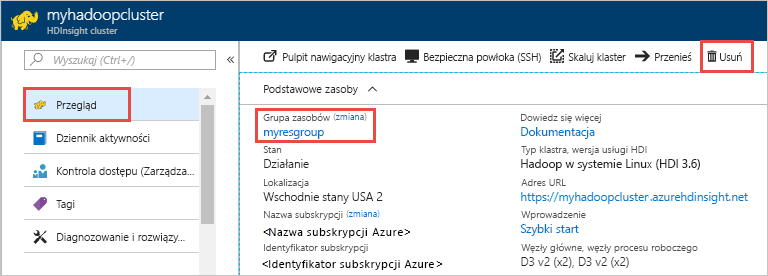 myhadoopcluster
HDInsight cluster
Wyszukaj (Ctrl+/)
Przegląd
Dziennik aktywności
Kontrola dostępu (Zarządza...
Tagi
Diagnozowanie i rozwiązy...
Pulpit nawigacyjny klastra
Bezpieczna powłoka (SSH)
Skaluj klaster
Przenieś
Usuń
Podstawowe zasoby
Grupa zasobów (zmiana)
myresgroup
Stan
Działanie
Lokalizacja
Wschodnie stany USA 2
Nazwa subskrypcji (zmiana)
<Nazwa subskrypcji Azure>
Identyfikator subskrypcji
<Identyfikator subskrypcji Azure>
Dowiedz się więcej
Dokumentacja
Typ klastra, wersja usługi HDI
Hadoop w systemie Linux (HDI 3.6)
Adres URL
https://myhadoopcluster.azurehdinsight.net
Wprowadzenie
Szybki start
Węzły główne, węzły procesu roboczego
D3 v2 (x2), D3 v2 (x2)